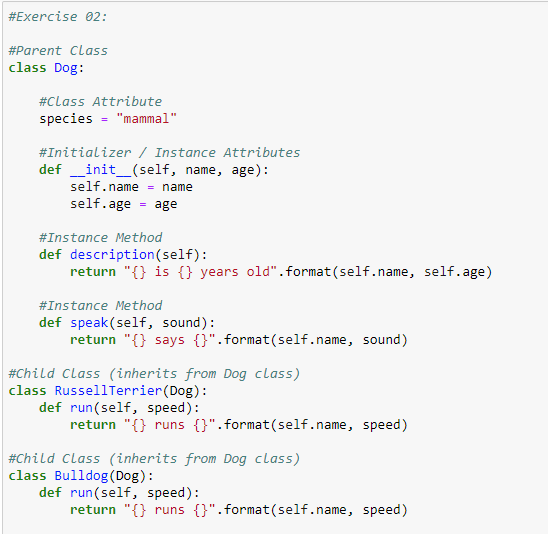 #Exercise 02:
#Parent Class
class Dog:
    #Class Attribute
    species = "mammal"
    #Initializer / Instance Attributes
    def __init__(self, name, age):
        self.name = name
        self.age = age
    #Instance Method
    def description(self):
        return "{} is {} years old".format(self.name, self.age)
    #Instance Method
    def speak(self, sound):
        return "{} says {}".format(self.name, sound)
#Child Class (inherits from Dog class)
class RussellTerrier(Dog):
    def run(self, speed):
        return "{} runs {}".format(self.name, speed)
#Child Class (inherits from Dog class)
class Bulldog(Dog):
    def run(self, speed):
        return "{} runs {}".format(self.name, speed)